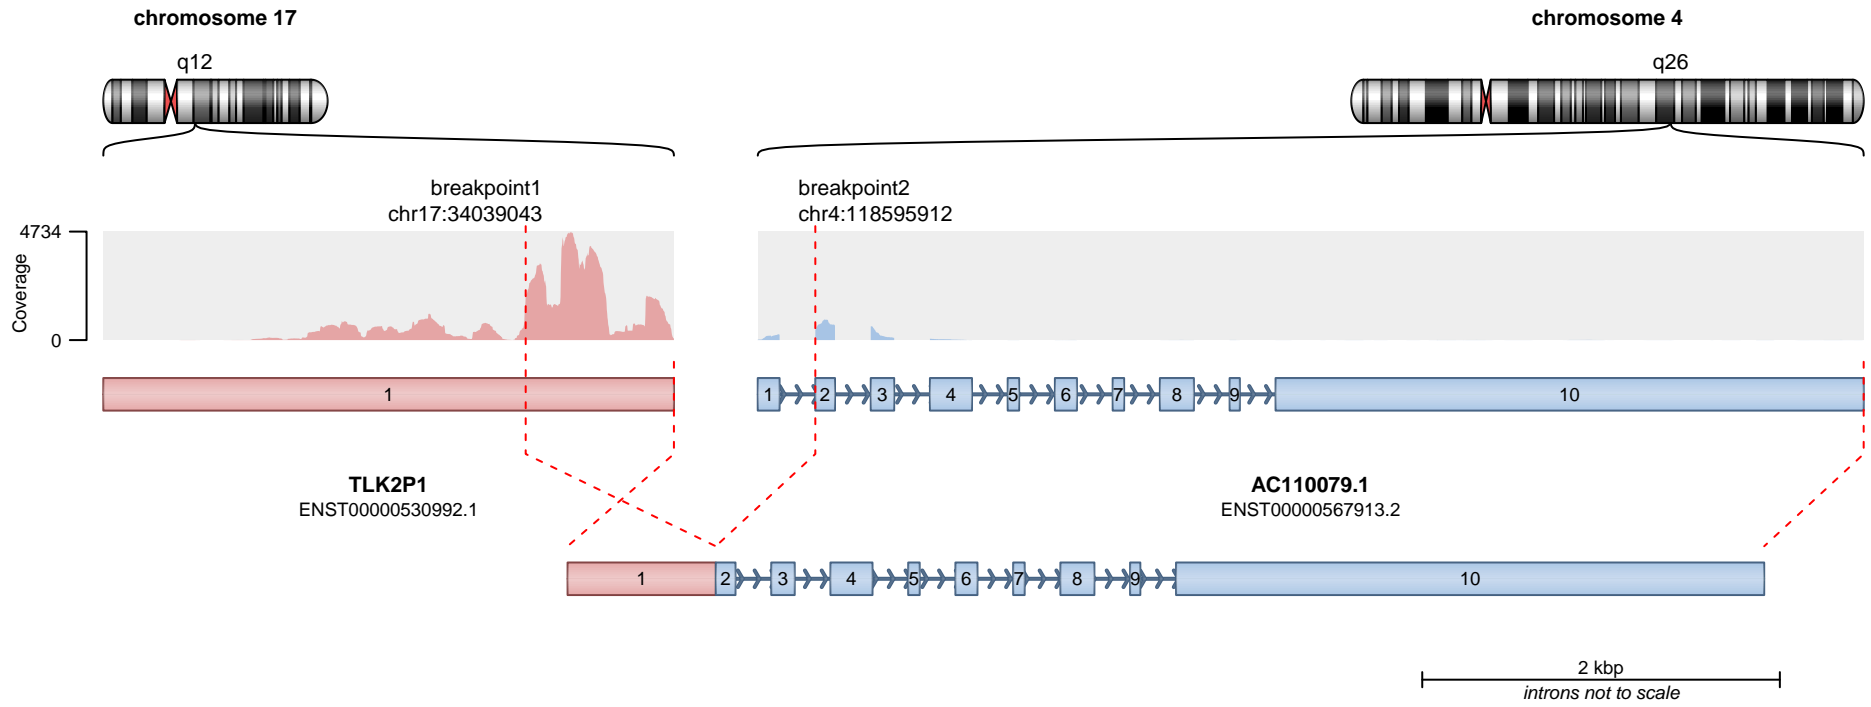 chromosome 17
chromosome 4
q12
q26
breakpoint1
chr17:34039043
breakpoint2
chr4:118595912
4734
0
Coverage
1
1 2 3 4 5 6 7 8 9 10
TLK2P1
ENST00000530992.1
AC110079.1
ENST00000567913.2
1 2 3 4 5 6 7 8 9 10
2 kbp
introns not to scale